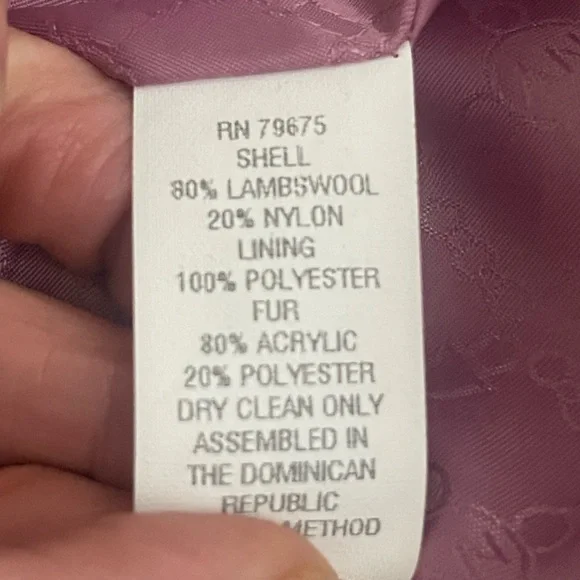 RN 79675
SHELL
80% LAMBSWOOL
20% NYLON
LINING
100% POLYESTER
FUR
80% ACRYLIC
20% POLYESTER
DRY CLEAN ONLY
ASSEMBLED IN
THE DOMINICAN
REPUBLIC
METHOD